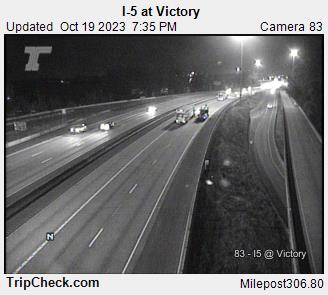 I-5 at Victory
Updated Oct 19 2023 7:35 PM Camera 83
T
N
83 - I5 @ Victory
TripCheck.com Milepost306.80